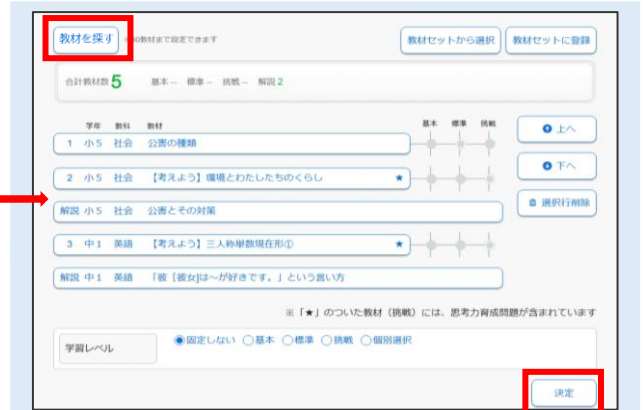 教材を探す 教材まで設定できます 教材セットから選択 教材セットに登録
合計教材数 5 基本 − 標準 − 挑戦 − 解説 2
学年 教科 教材 基本 標準 挑戦
1 小5 社会 公害の種類
2 小5 社会 【考えよう】環境とわたしたちのくらし ★
解説 小5 社会 公害とその対策
3 中1 英語 【考えよう】三人称単数現在形① ★
解説 中1 英語 「彼［彼女]は〜が好きです。」という言い方
上へ
下へ
選択行削除
※「★」のついた教材（挑戦）には、思考力育成問題が含まれています
学習レベル 固定しない 基本 標準 挑戦 個別選択
決定